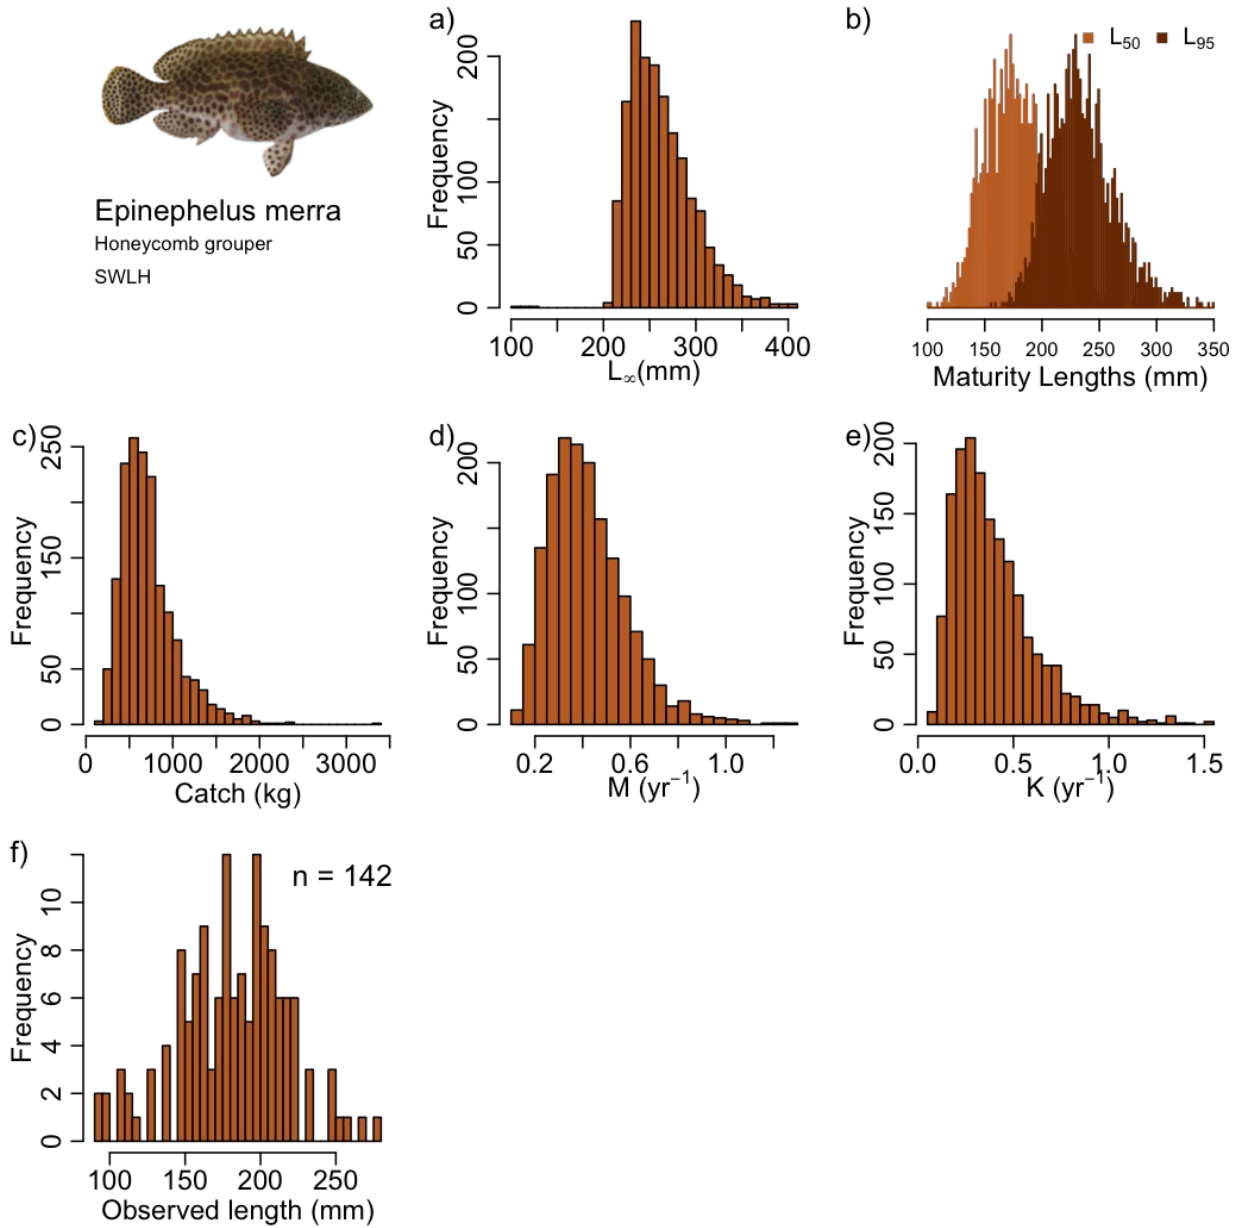 Epinephelus merra
Honeycomb grouper
SWLH
a)
Frequency
0 50 100 200
100 200 300 400
L∞(mm)
b)
L50 L95
100 150 200 250 300 350
Maturity Lengths (mm)
c)
Frequency
0 50 150 250
0 1000 2000 3000
Catch (kg)
d)
Frequency
0 50 100 200
0.2 0.6 1.0
M (yr−1)
e)
Frequency
0 50 100 150 200
0.0 0.5 1.0 1.5
K (yr−1)
f)
n = 142
Frequency
0 2 4 6 8 10
100 150 200 250
Observed length (mm)